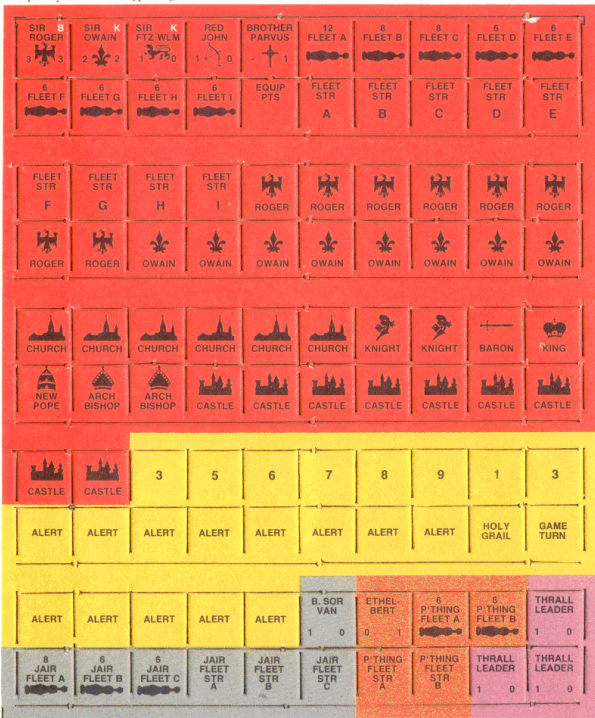 SIR B ROGER 3 3
SIR K OWAIN 2 2
SIR K FTZ WLM 1 0
RED JOHN 1 0
BROTHER PARVUS 1
12 FLEET A
8 FLEET B
8 FLEET C
6 FLEET D
6 FLEET E
6 FLEET F
6 FLEET G
6 FLEET H
6 FLEET I
EQUIP PTS
FLEET STR A
FLEET STR B
FLEET STR C
FLEET STR D
FLEET STR E
FLEET STR F
FLEET STR G
FLEET STR H
FLEET STR I
ROGER
ROGER
ROGER
ROGER
ROGER
ROGER
ROGER
ROGER
OWAIN
OWAIN
OWAIN
OWAIN
OWAIN
OWAIN
OWAIN
CHURCH
CHURCH
CHURCH
CHURCH
CHURCH
CHURCH
KNIGHT
KNIGHT
BARON
KING
NEW POPE
ARCH BISHOP
ARCH BISHOP
CASTLE
CASTLE
CASTLE
CASTLE
CASTLE
CASTLE
CASTLE
CASTLE
CASTLE
3
5
6
7
8
9
1
3
ALERT
ALERT
ALERT
ALERT
ALERT
ALERT
ALERT
ALERT
HOLY GRAIL
GAME TURN
ALERT
ALERT
ALERT
ALERT
ALERT
B. SOR VAN 1 0
ETHEL- BERT 0 1
6 P'THING FLEET A
P'THING FLEET B
THRALL LEADER 1 0
8 JAIR FLEET A
6 JAIR FLEET B
6 JAIR FLEET C
JAIR FLEET STR A
JAIR FLEET STR B
JAIR FLEET STR C
P'THING FLEET STR A
P'THING FLEET STR B
THRALL LEADER 1 0
THRALL LEADER 1 0